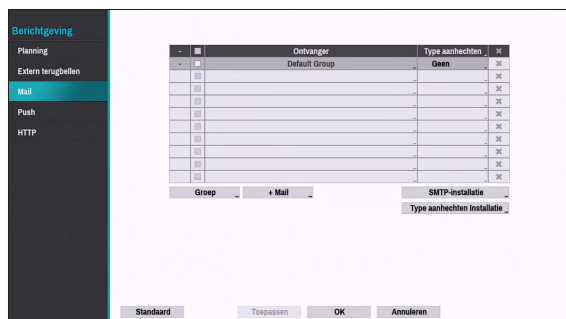 Berichtgeving
Planning
Extern terugbellen
Mail
Push
HTTP
- Ontvanger Type aanhechten
- Default Group Geen
Groep + Mail SMTP-installatie
Type aanhechten Installatie
Standaard Toepassen OK Annuleren